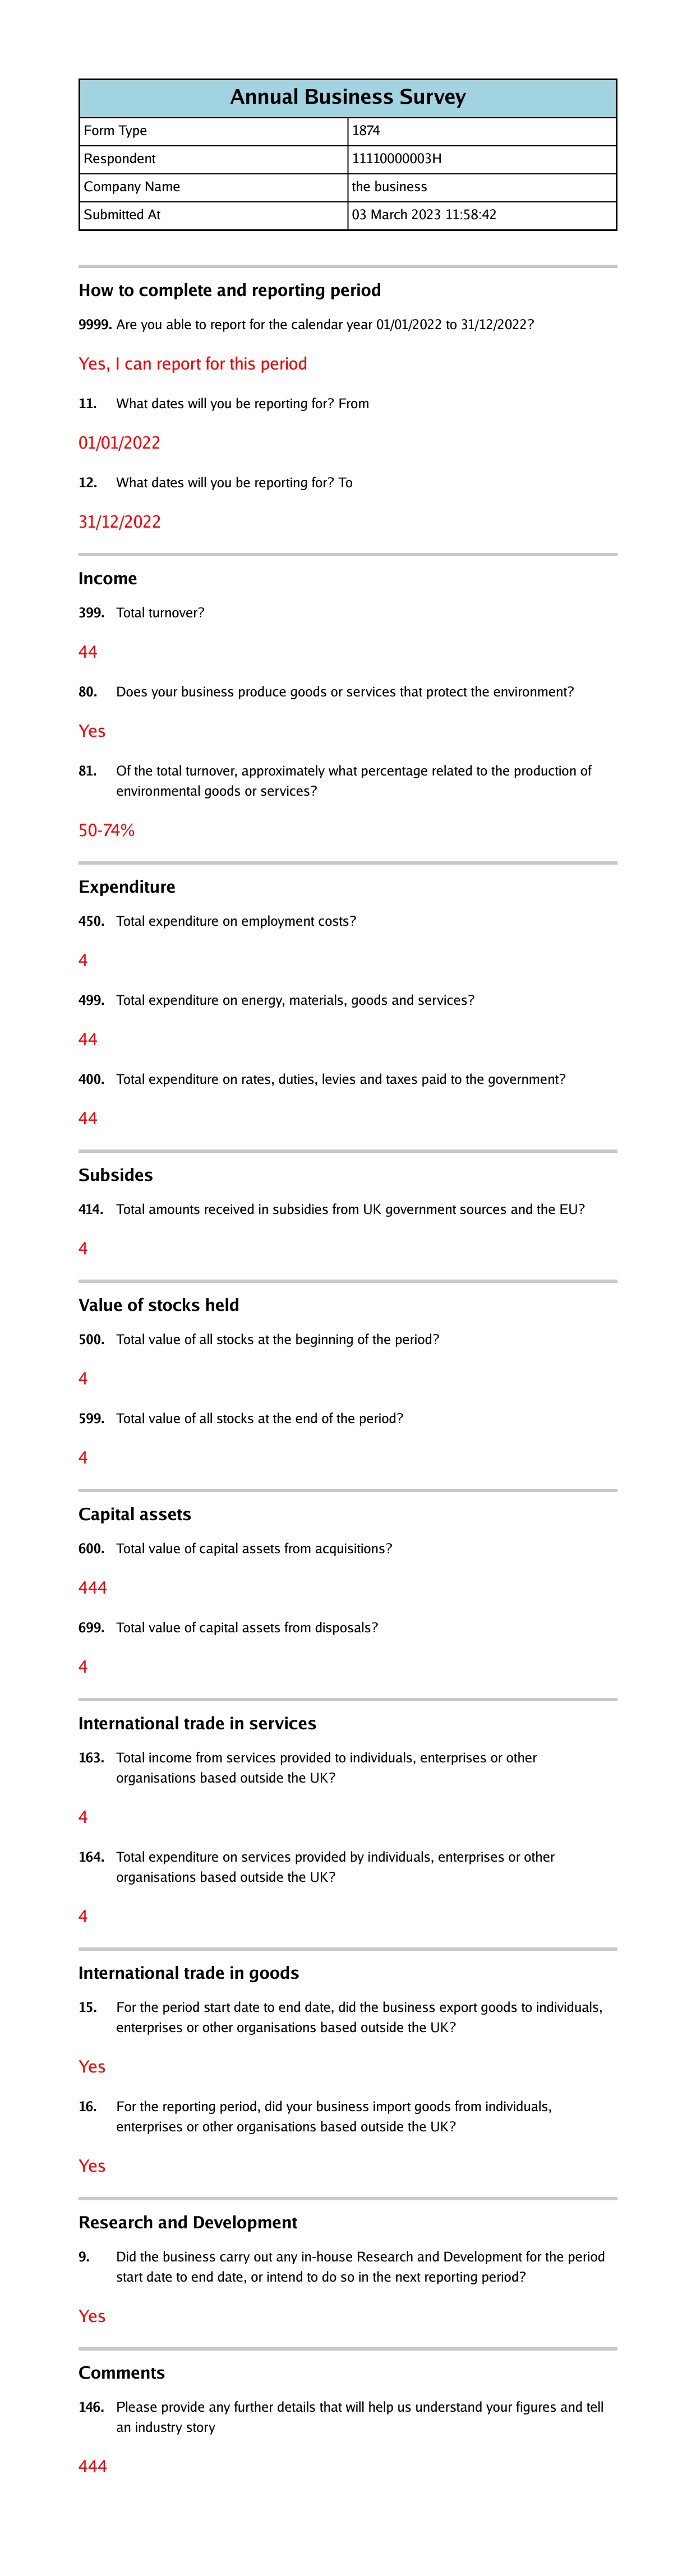 Annual Business Survey
Form Type 1874
Respondent 11110000003H
Company Name the business
Submitted At 03 March 2023 11:58:42
How to complete and reporting period
9999. Are you able to report for the calendar year 01/01/2022 to 31/12/2022?
Yes, I can report for this period
11. What dates will you be reporting for? From
01/01/2022
12. What dates will you be reporting for? To
31/12/2022
Income
399. Total turnover?
44
80. Does your business produce goods or services that protect the environment?
Yes
81. Of the total turnover, approximately what percentage related to the production of
environmental goods or services?
50-74%
Expenditure
450. Total expenditure on employment costs?
4
499. Total expenditure on energy, materials, goods and services?
44
400. Total expenditure on rates, duties, levies and taxes paid to the government?
44
Subsides
414. Total amounts received in subsidies from UK government sources and the EU?
4
Value of stocks held
500. Total value of all stocks at the beginning of the period?
4
599. Total value of all stocks at the end of the period?
4
Capital assets
600. Total value of capital assets from acquisitions?
444
699. Total value of capital assets from disposals?
4
International trade in services
163. Total income from services provided to individuals, enterprises or other
organisations based outside the UK?
4
164. Total expenditure on services provided by individuals, enterprises or other
organisations based outside the UK?
4
International trade in goods
15. For the period start date to end date, did the business export goods to individuals,
enterprises or other organisations based outside the UK?
Yes
16. For the reporting period, did your business import goods from individuals,
enterprises or other organisations based outside the UK?
Yes
Research and Development
9. Did the business carry out any in-house Research and Development for the period
start date to end date, or intend to do so in the next reporting period?
Yes
Comments
146. Please provide any further details that will help us understand your figures and tell
an industry story
444